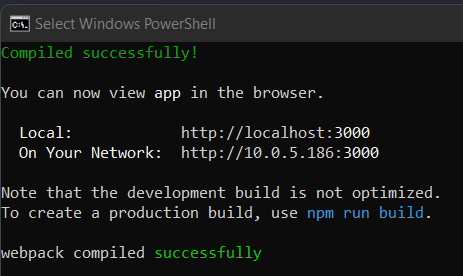 Select Windows PowerShell
Compiled successfully!
You can now view app in the browser.
Local: http://localhost:3000
On Your Network: http://10.0.5.186:3000
Note that the development build is not optimized.
To create a production build, use npm run build.
webpack compiled successfully